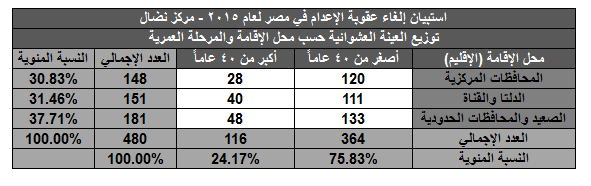 استبيان إلغاء عقوبة الإعدام في مصر لعام ٢٠١٥ - مركز نضال
توزيع العينة العشوائية حسب محل الإقامة والمرحلة العمرية
محل الإقامة (الإقليم) أصغر من ٤٠ عاماً أكبر من ٤٠ عاماً العدد الإجمالي النسبة المئوية
المحافظات المركزية 120 28 148 30.83%
الدلتا والقناة 111 40 151 31.46%
الصعيد والمحافظات الحدودية 133 48 181 37.71%
العدد الإجمالي 364 116 480 100.00%
النسبة المئوية 75.83% 24.17% 100.00%